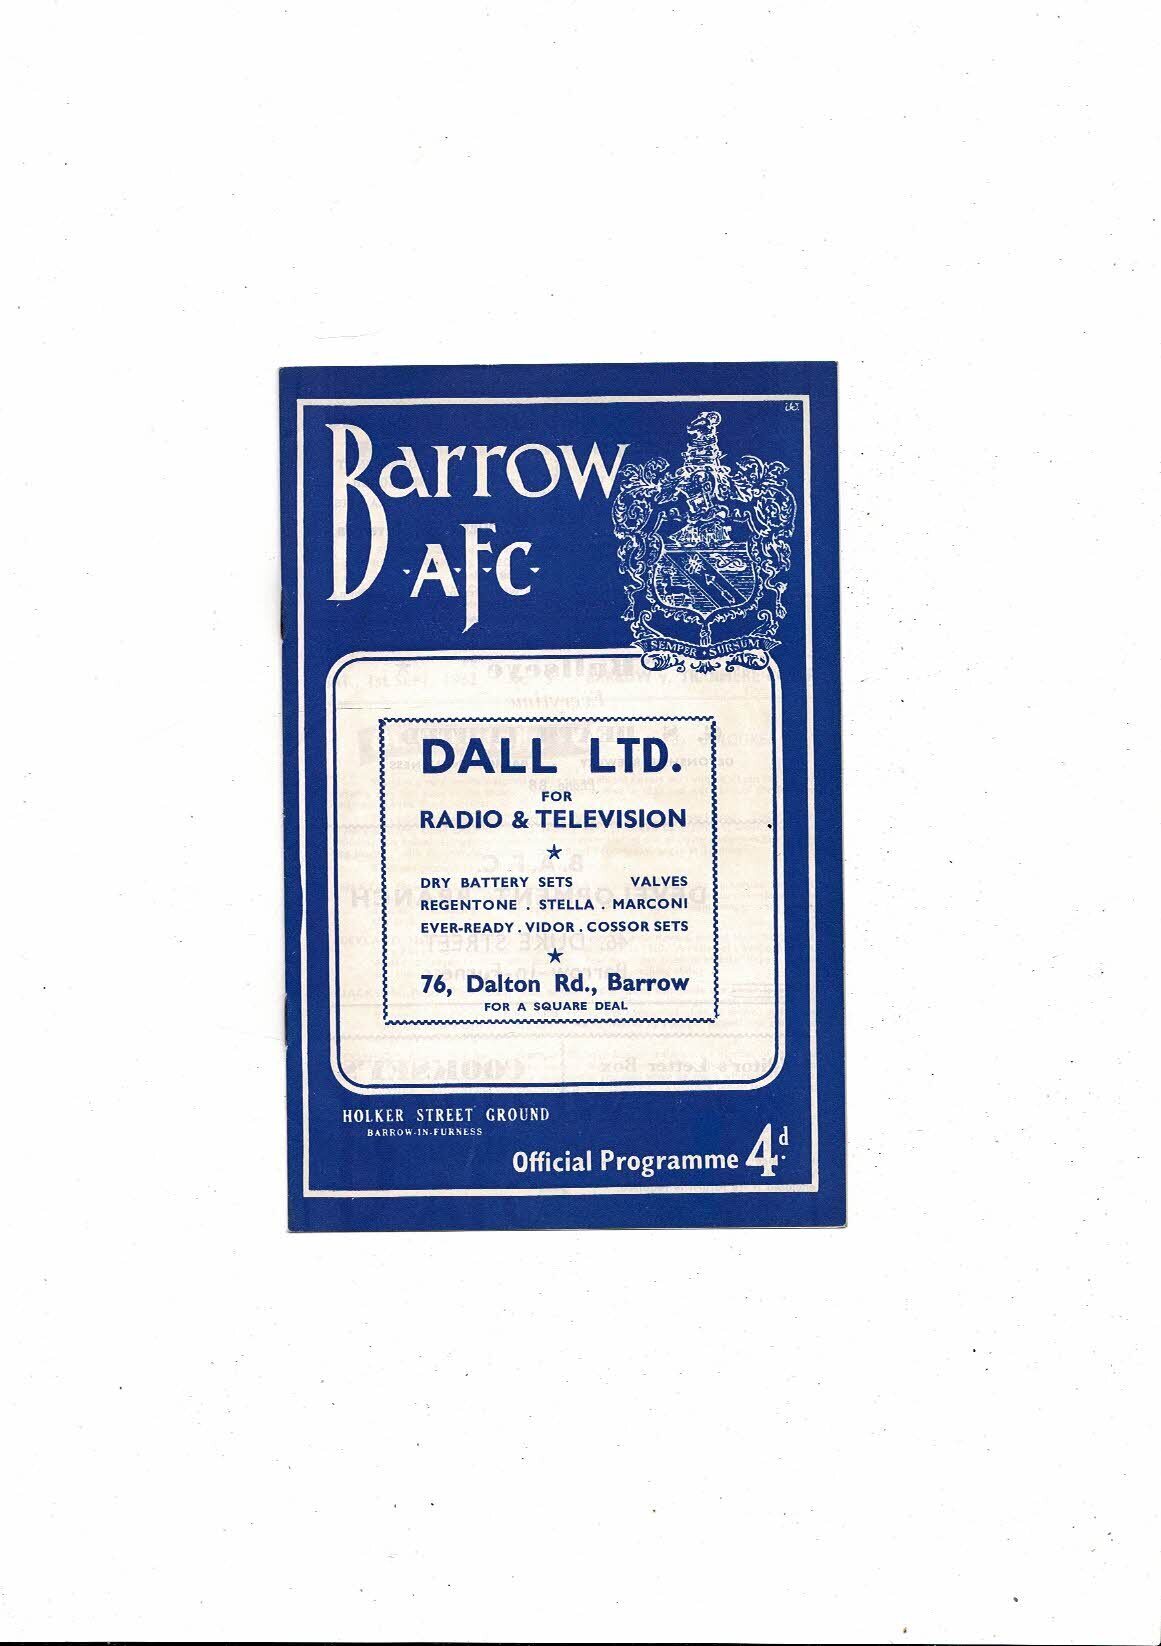 Barrow
A.F.C.
SEMPER • SURSUM
DALL LTD.
FOR
RADIO & TELEVISION
DRY BATTERY SETS VALVES
REGENTONE . STELLA . MARCONI
EVER-READY . VIDOR . COSSOR SETS
76, Dalton Rd., Barrow
FOR A SQUARE DEAL
HOLKER STREET GROUND
BARROW-IN-FURNESS
Official Programme 4d.